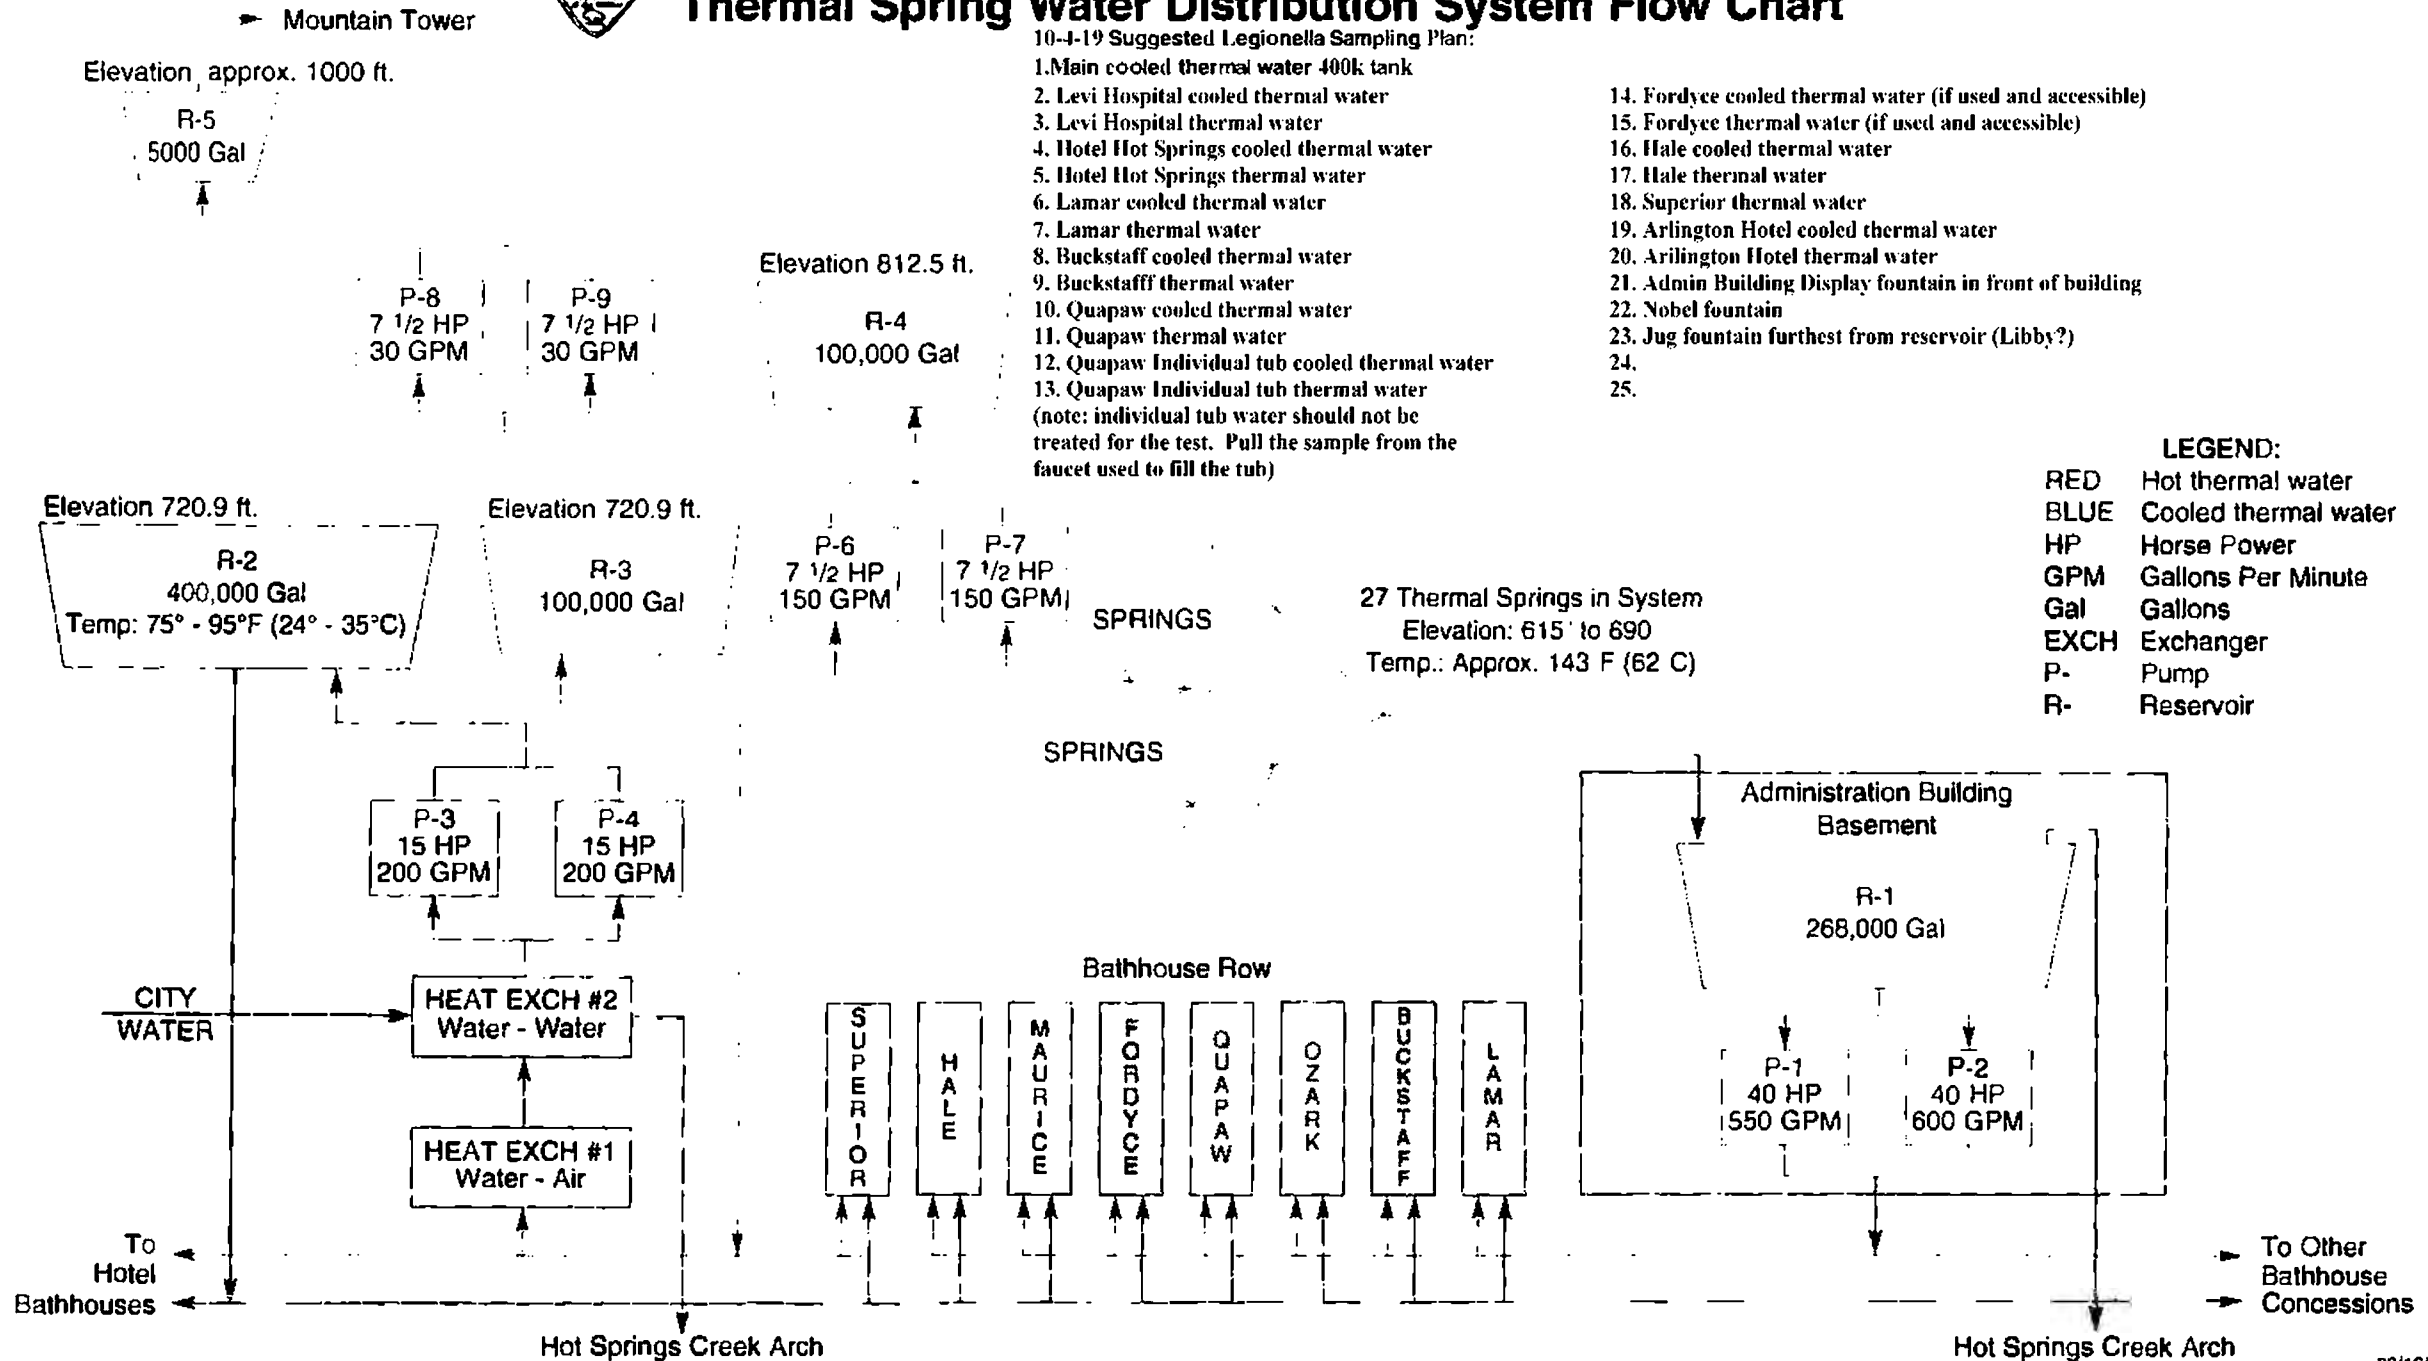 Thermal Spring Water Distribution System Flow Chart
Mountain Tower
Elevation approx. 1000 ft.
R-5
5000 Gal
10-4-19 Suggested Legionella Sampling Plan:
1.Main cooled thermal water 400k tank
2. Levi Hospital cooled thermal water
3. Levi Hospital thermal water
4. Hotel Hot Springs cooled thermal water
5. Hotel Hot Springs thermal water
6. Lamar cooled thermal water
7. Lamar thermal water
8. Buckstaff cooled thermal water
9. Buckstafff thermal water
10. Quapaw cooled thermal water
11. Quapaw thermal water
12. Quapaw Individual tub cooled thermal water
13. Quapaw Individual tub thermal water
(note: individual tub water should not be
treated for the test. Pull the sample from the
faucet used to fill the tub)
14. Fordyce cooled thermal water (if used and accessible)
15. Fordyce thermal water (if used and accessible)
16. Hale cooled thermal water
17. Hale thermal water
18. Superior thermal water
19. Arlington Hotel cooled thermal water
20. Arilington Hotel thermal water
21. Admin Building Display fountain in front of building
22. Nobel fountain
23. Jug fountain furthest from reservoir (Libby?)
24.
25.
P-8
7 1/2 HP
30 GPM
P-9
7 1/2 HP
30 GPM
Elevation 812.5 ft.
R-4
100,000 Gal
LEGEND:
RED Hot thermal water
BLUE Cooled thermal water
HP Horse Power
GPM Gallons Per Minute
Gal Gallons
EXCH Exchanger
P- Pump
R- Reservoir
Elevation 720.9 ft.
R-2
400,000 Gal
Temp: 75° - 95°F (24° - 35°C)
Elevation 720.9 ft.
R-3
100,000 Gal
P-6
7 1/2 HP
150 GPM
P-7
7 1/2 HP
150 GPM
SPRINGS
27 Thermal Springs in System
Elevation: 615' to 690
Temp.: Approx. 143 F (62 C)
SPRINGS
P-3
15 HP
200 GPM
P-4
15 HP
200 GPM
Administration Building
Basement
R-1
268,000 Gal
P-1
40 HP
550 GPM
P-2
40 HP
600 GPM
CITY
WATER
HEAT EXCH #2
Water - Water
HEAT EXCH #1
Water - Air
Bathhouse Row
SUPERIOR
HALE
MAURICE
FORDYCE
QUAPAW
OZARK
BUCKSTAFF
LAMAR
To
Hotel
Bathhouses
To Other
Bathhouse
Concessions
Hot Springs Creek Arch
Hot Springs Creek Arch